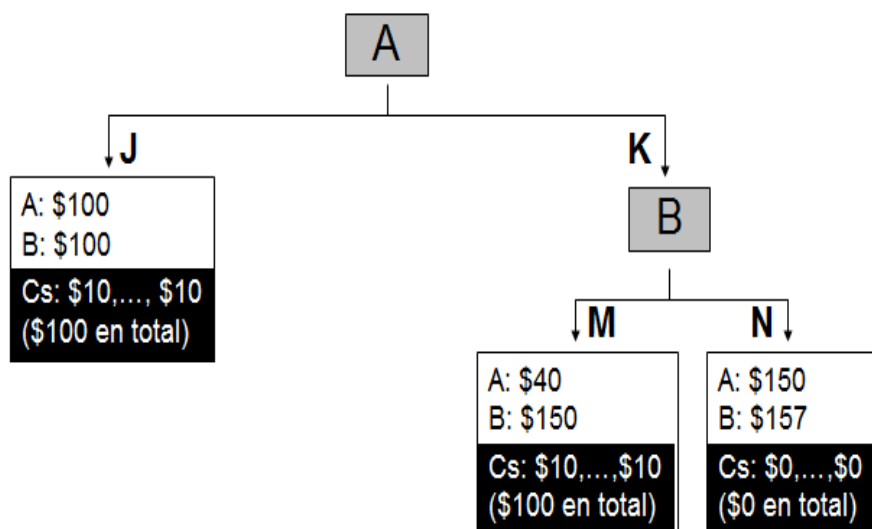 A
J
K
A: $100
B: $100
Cs: $10,..., $10
($100 en total)
B
M
N
A: $40
B: $150
Cs: $10,...,$10
($100 en total)
A: $150
B: $157
Cs: $0,...,$0
($0 en total)